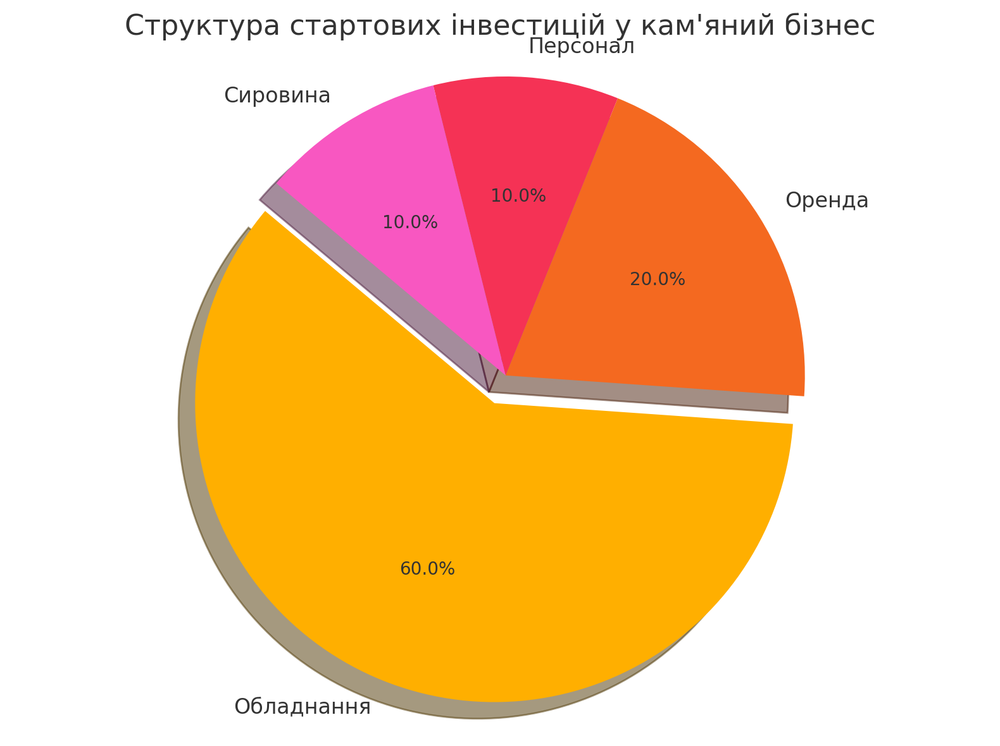 Структура стартових інвестицій у кам'яний бізнес
Персонал
Сировина
Оренда
10.0%
10.0%
20.0%
60.0%
Обладнання